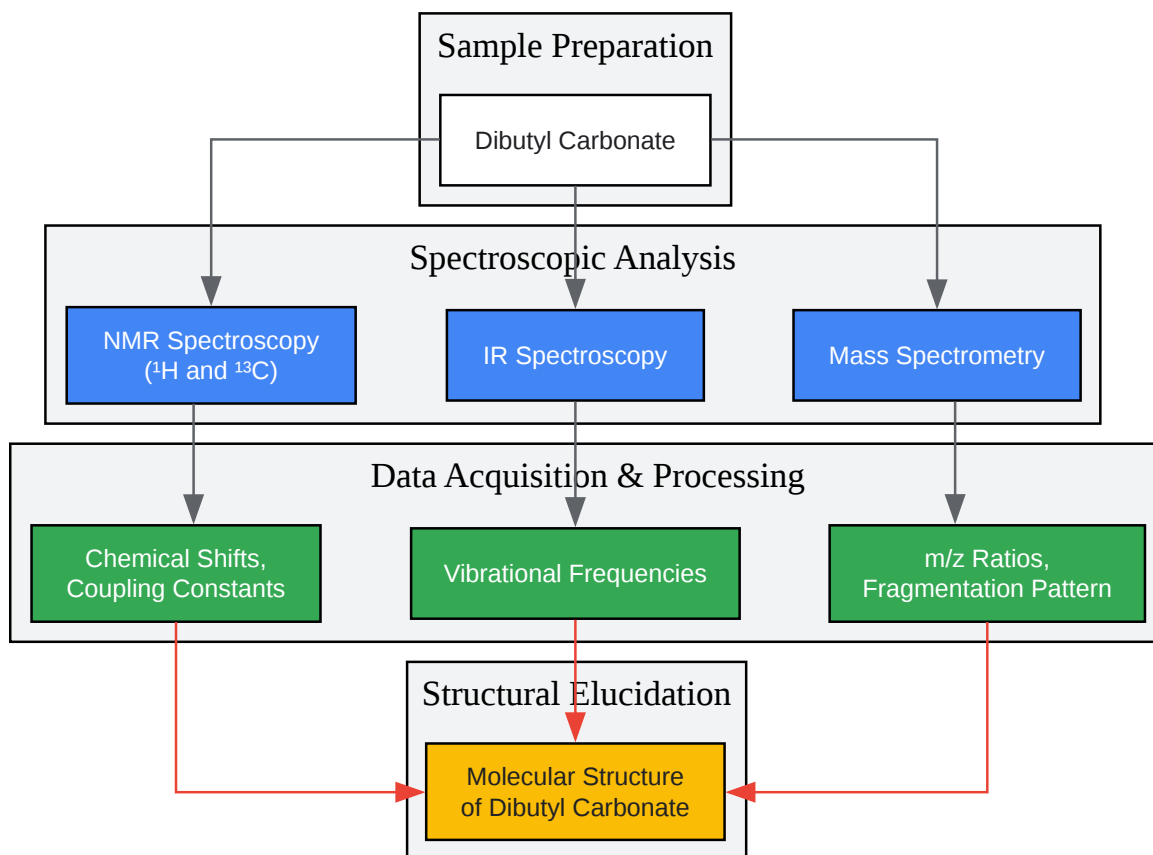 Sample Preparation
Dibutyl Carbonate
Spectroscopic Analysis
NMR Spectroscopy
(¹H and ¹³C)
IR Spectroscopy
Mass Spectrometry
Data Acquisition & Processing
Chemical Shifts,
Coupling Constants
Vibrational Frequencies
m/z Ratios,
Fragmentation Pattern
Structural Elucidation
Molecular Structure
of Dibutyl Carbonate